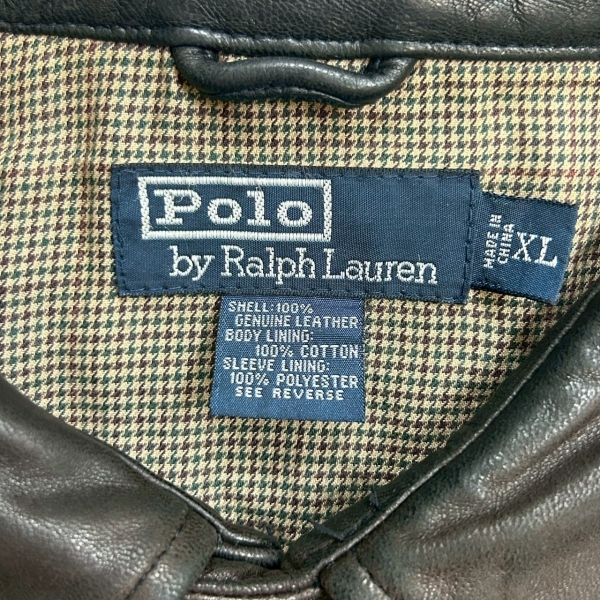 Polo
by Ralph Lauren
MADE IN
CHINA
XL
SHELL: 100%
GENUINE LEATHER
BODY LINING:
100% COTTON
SLEEVE LINING:
100% POLYESTER
SEE REVERSE